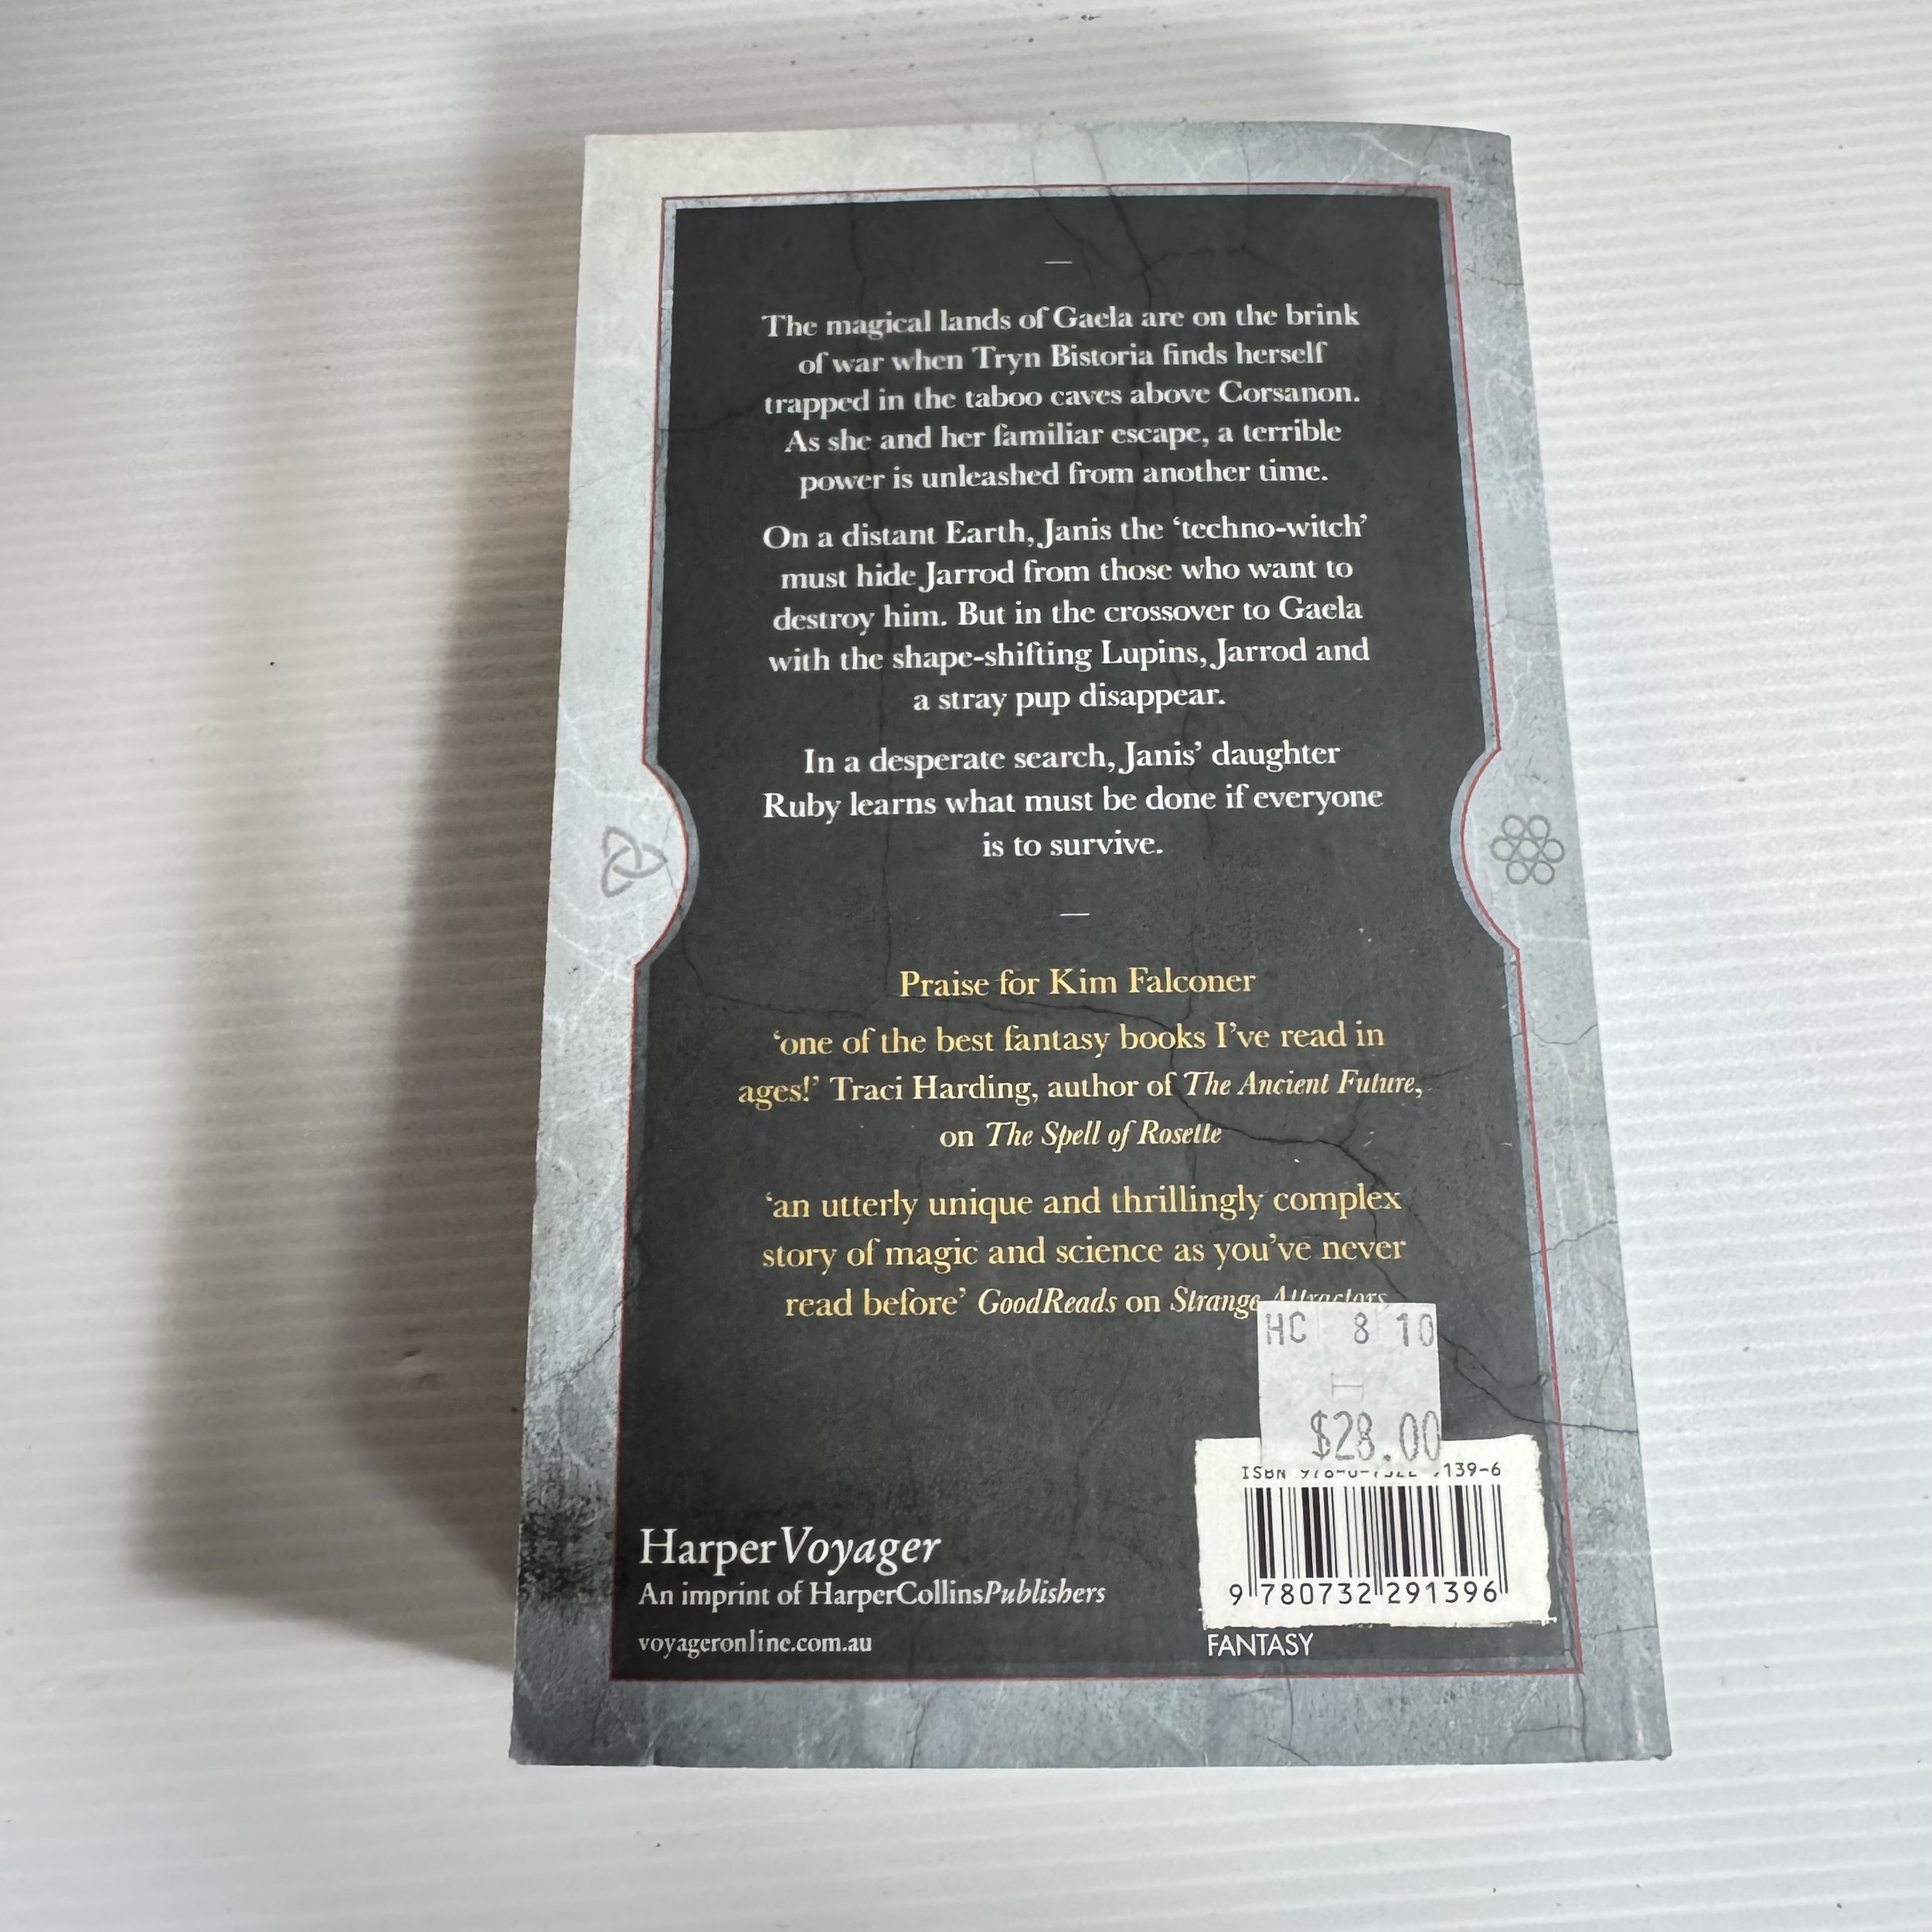 The magical lands of Gaela are on the brink
of war when Tryn Bistoria finds herself
trapped in the taboo caves above Corsanon.
As she and her familiar escape, a terrible
power is unleashed from another time.
On a distant Earth, Janis the ‘techno-witch’
must hide Jarrod from those who want to
destroy him. But in the crossover to Gaela
with the shape-shifting Lupins, Jarrod and
a stray pup disappear.
In a desperate search, Janis’ daughter
Ruby learns what must be done if everyone
is to survive.
Praise for Kim Falconer
‘one of the best fantasy books I’ve read in
ages!’ Traci Harding, author of The Ancient Future,
on The Spell of Rosette
‘an utterly unique and thrillingly complex
story of magic and science as you’ve never
read before’ GoodReads on Strange Attractors
HC 8 10
$28.00
ISBN 139-6
9 780732 291396
FANTASY
HarperVoyager
An imprint of HarperCollinsPublishers
voyageronline.com.au